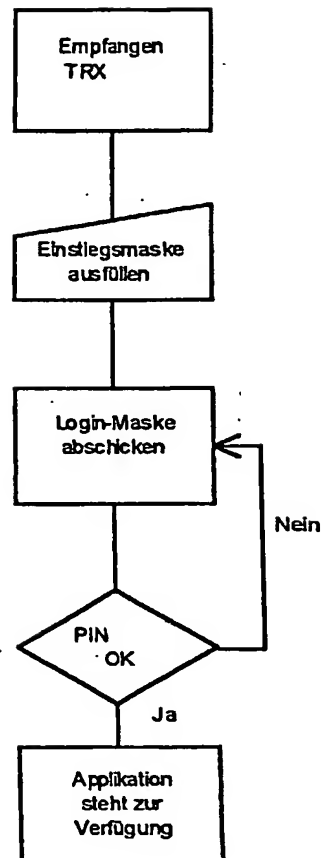 Empfangen
TRX
Einstiegsmaske
ausfüllen
Login-Maske
abschicken
Nein
PIN
OK
Ja
Applikation
steht zur
Verfügung